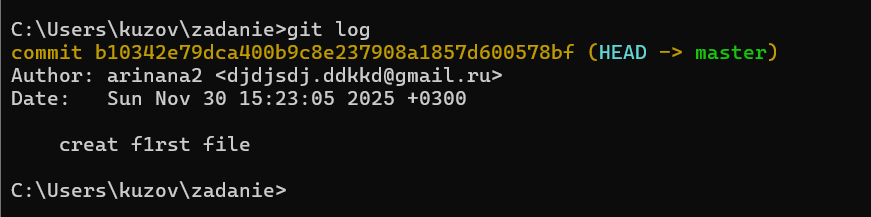 C:\Users\kuzov\zadanie>git log
commit b10342e79dca400b9c8e237908a1857d600578bf (HEAD -> master)
Author: arinana2 <djdjsdj.ddkkd@gmail.ru>
Date:   Sun Nov 30 15:23:05 2025 +0300
creat f1rst file
C:\Users\kuzov\zadanie>